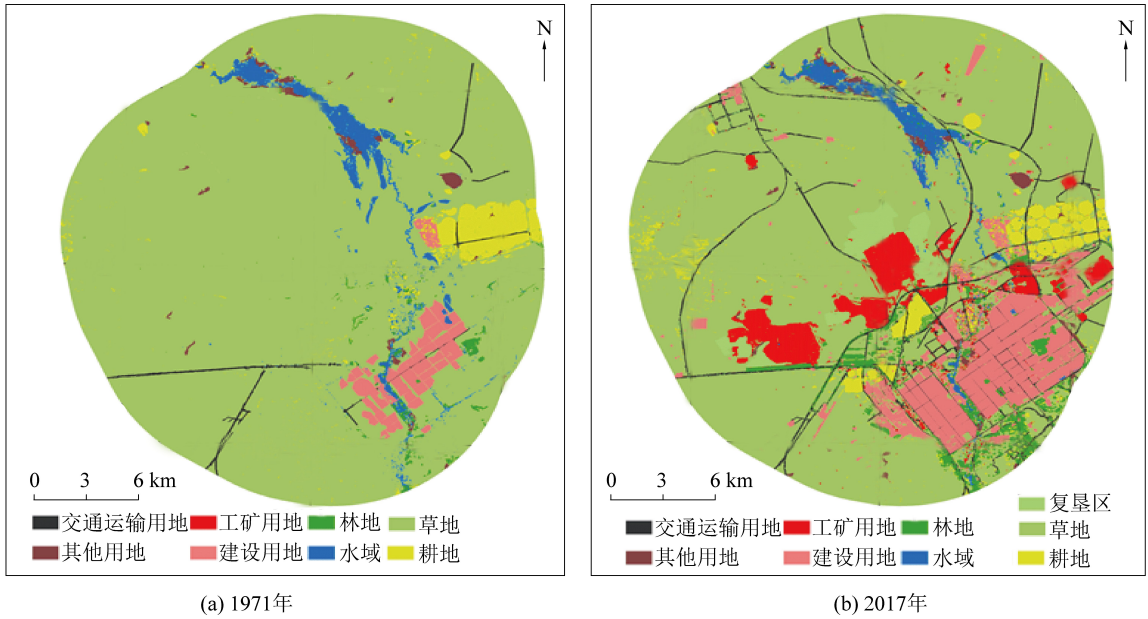 N
0 3 6 km
交通运输用地 工矿用地 林地 草地
其他用地 建设用地 水域 耕地
(a) 1971年
N
0 3 6 km
复垦区
交通运输用地 工矿用地 林地 草地
其他用地 建设用地 水域 耕地
(b) 2017年